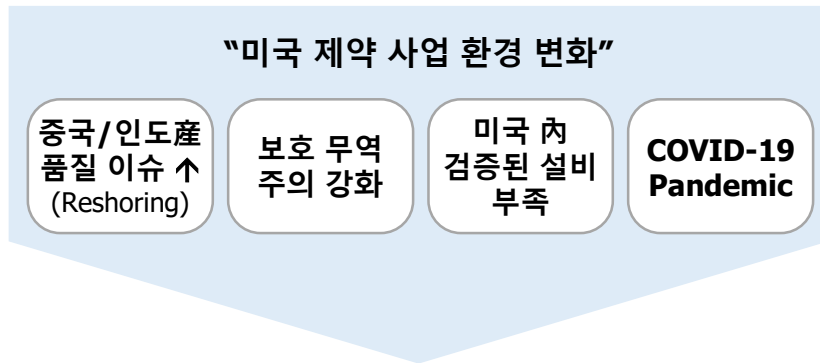 “미국 제약 사업 환경 변화”
중국/인도産
품질 이슈 ↑
(Reshoring)
보호 무역
주의 강화
미국 內
검증된 설비
부족
COVID-19
Pandemic